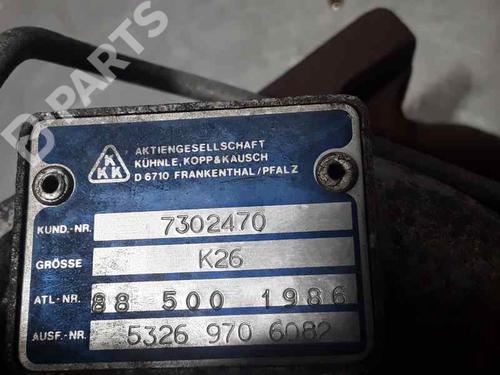 B-PARTS
K
KK
AKTIENGESELLSCHAFT
KÜHNLE, KOPP&KAUSCH
D 6710 FRANKENTHAL/PFALZ
KUND.-NR. 7302470
GRÖSSE K26
ATL-NR. 88 500 1986
AUSF.-NR. 5326 970 6082